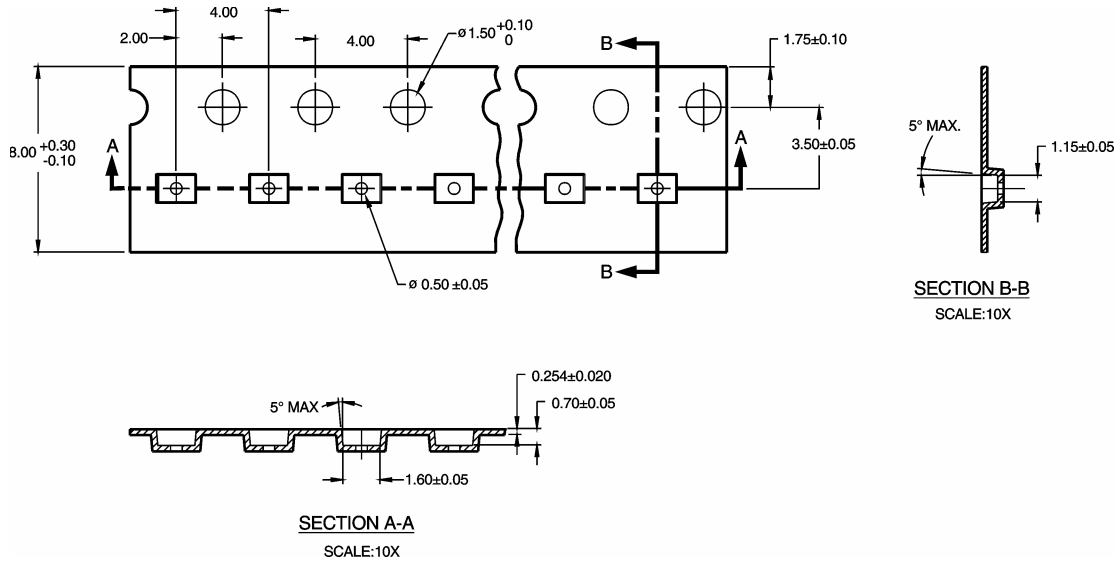 4.00
2.00
4.00
ø1.50 +0.10
0
B
1.75±0.10
8.00 +0.30
-0.10
A
A
3.50±0.05
5° MAX.
1.15±0.05
B
ø 0.50 ±0.05
SECTION B-B
SCALE:10X
0.254±0.020
5° MAX
0.70±0.05
1.60±0.05
SECTION A-A
SCALE:10X